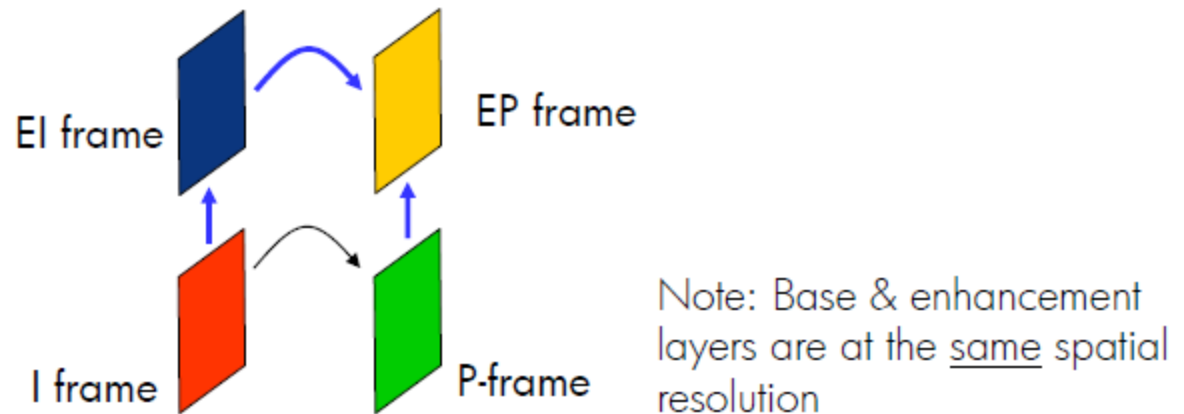 EI frame
EP frame
I frame
P-frame
Note: Base & enhancement
layers are at the same spatial
resolution